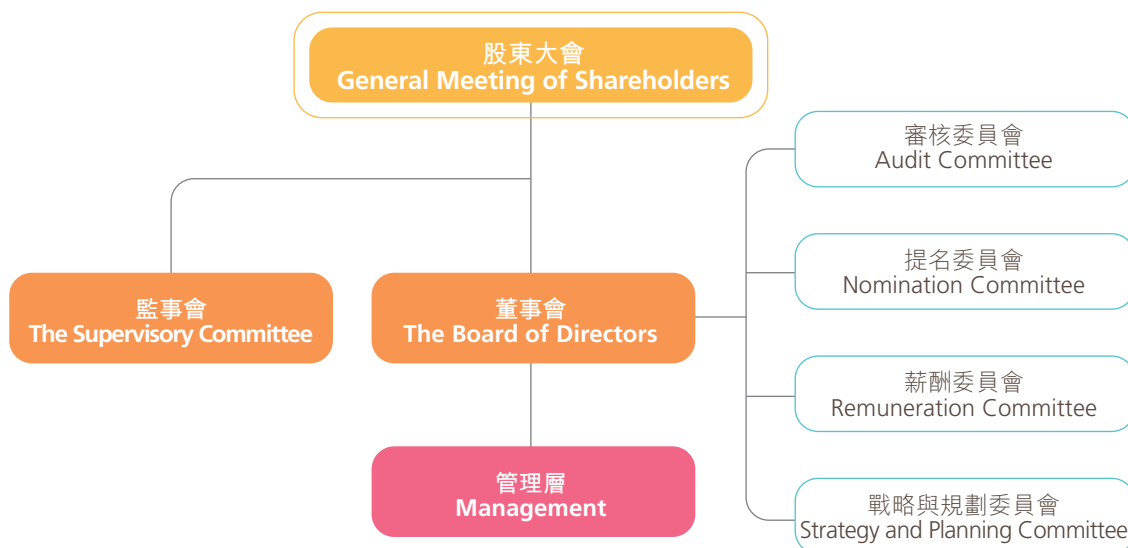 股東大會
General Meeting of Shareholders
審核委員會
Audit Committee
提名委員會
Nomination Committee
監事會
The Supervisory Committee
董事會
The Board of Directors
薪酬委員會
Remuneration Committee
管理層
Management
戰略與規劃委員會
Strategy and Planning Committee